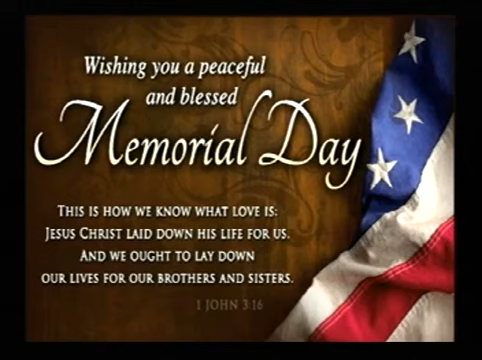 Wishing you a peaceful
and blessed
Memorial Day
THIS IS HOW WE KNOW WHAT LOVE IS:
JESUS CHRIST LAID DOWN HIS LIFE FOR US.
AND WE OUGHT TO LAY DOWN
OUR LIVES FOR OUR BROTHERS AND SISTERS.
1 JOHN 3:16